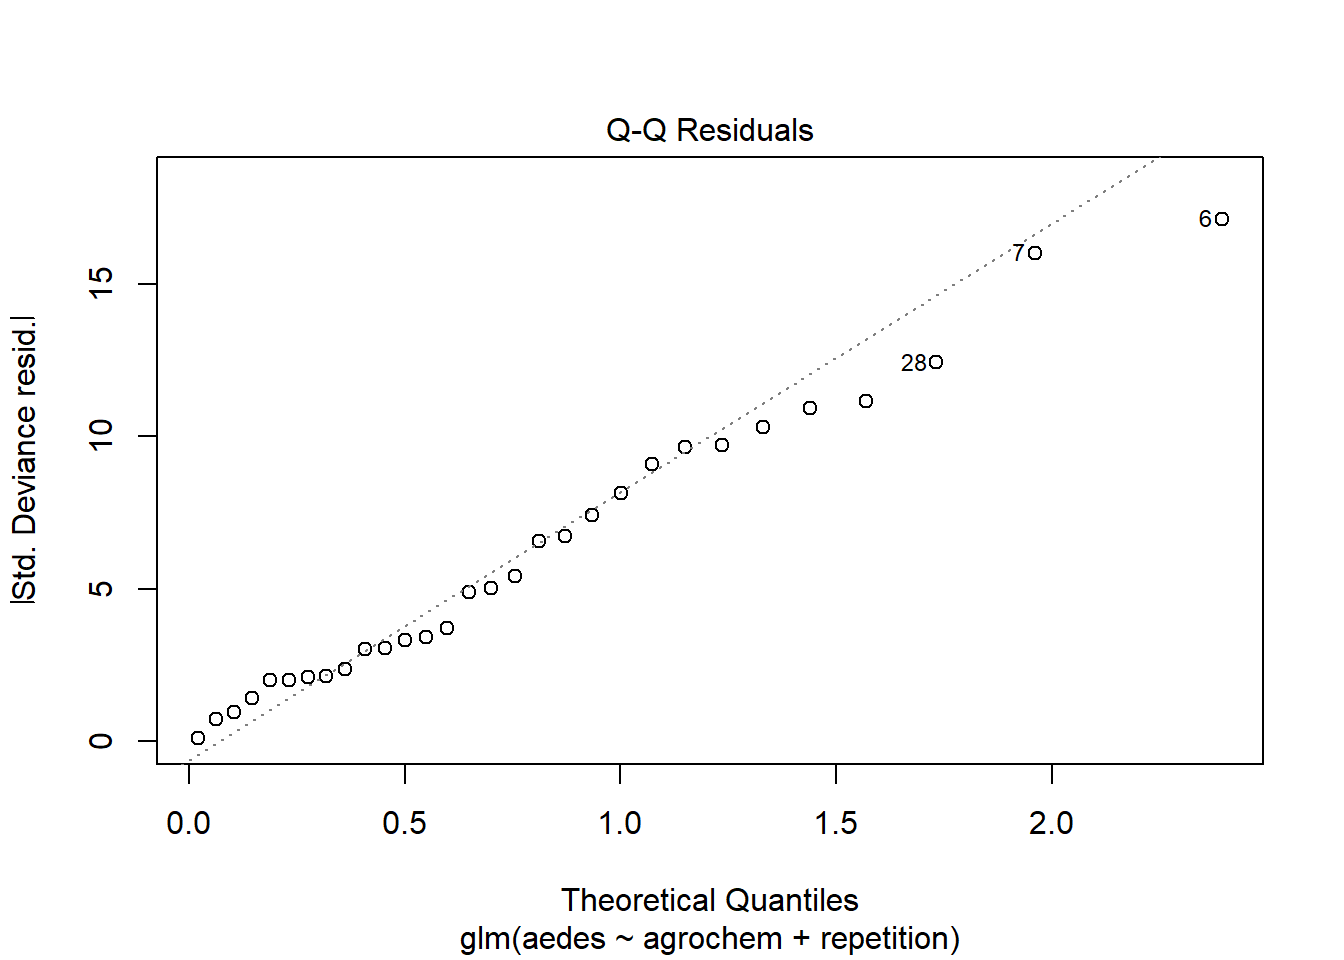 Q-Q Residuals
|Std. Deviance resid.|
15
10
5
0
6
7
28
0.0 0.5 1.0 1.5 2.0
Theoretical Quantiles
glm(aedes ~ agrochem + repetition)